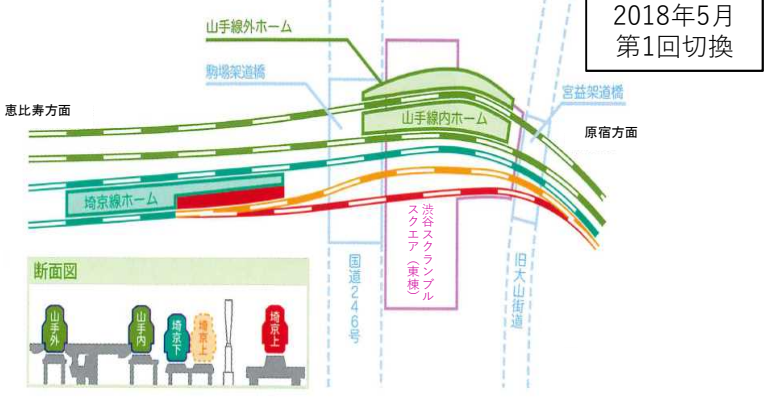 2018年5月
第1回切換
山手線外ホーム
駒場架道橋
宮益架道橋
恵比寿方面
山手線内ホーム
原宿方面
埼京線ホーム
渋谷スクランブル
スクエア（東棟）
国道246号
旧大山街道
断面図
山手外
山手内
埼京下
埼京上
埼京上